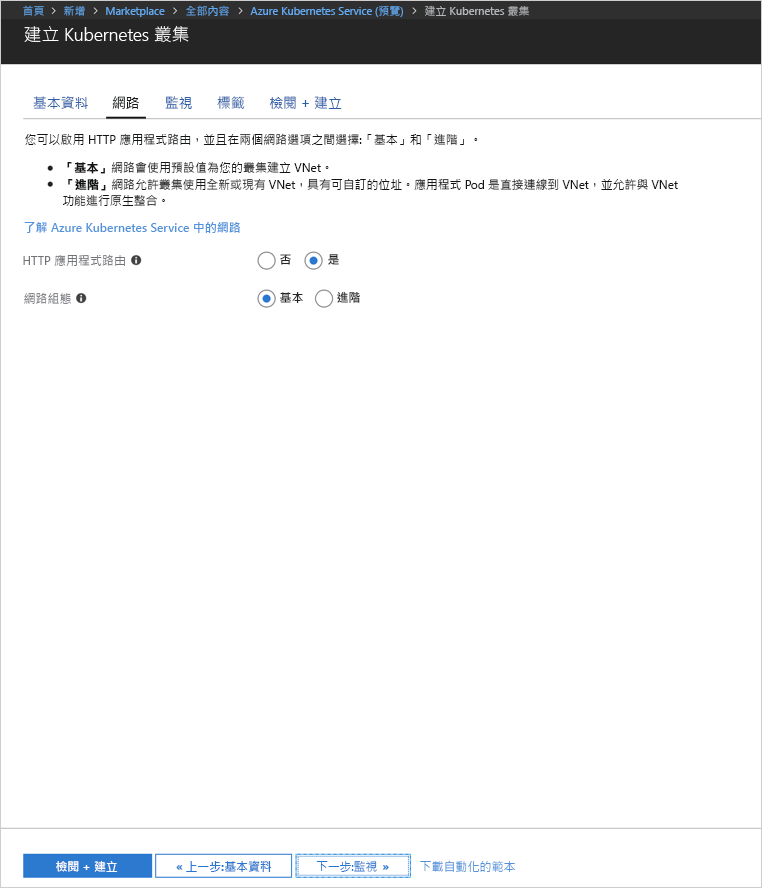 首頁 > 新增 > Marketplace > 全部內容 > Azure Kubernetes Service (預覽) > 建立 Kubernetes 叢集
建立 Kubernetes 叢集
基本資料 網路 監視 標籤 檢閱 + 建立
您可以啟用 HTTP 應用程式路由，並且在兩個網路選項之間選擇:「基本」和「進階」。
• 「基本」網路會使用預設值為您的叢集建立 VNet。
• 「進階」網路允許叢集使用全新或現有 VNet，具有可自訂的位址。應用程式 Pod 是直接連線到 VNet，並允許與 VNet
功能進行原生整合。
了解 Azure Kubernetes Service 中的網路
HTTP 應用程式路由 否 是
網路組態 基本 進階
檢閱 + 建立 « 上一步:基本資料 下一步:監視 » 下載自動化的範本